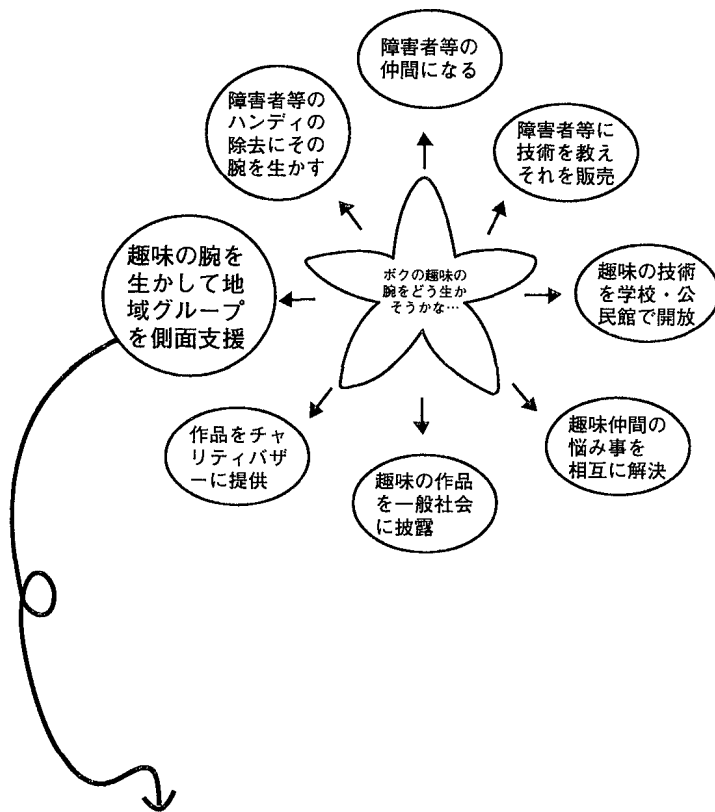 障害者等の
仲間になる
障害者等の
ハンディの
除去にその
腕を生かす
障害者等に
技術を教え
それを販売
趣味の腕を
生かして地
域グループ
を側面支援
ボクの趣味の
腕をどう生か
そうかな…
趣味の技術
を学校・公
民館で開放
作品をチャ
リティバザ
ーに提供
趣味の作品
を一般社会
に披露
趣味仲間の
悩み事を
相互に解決